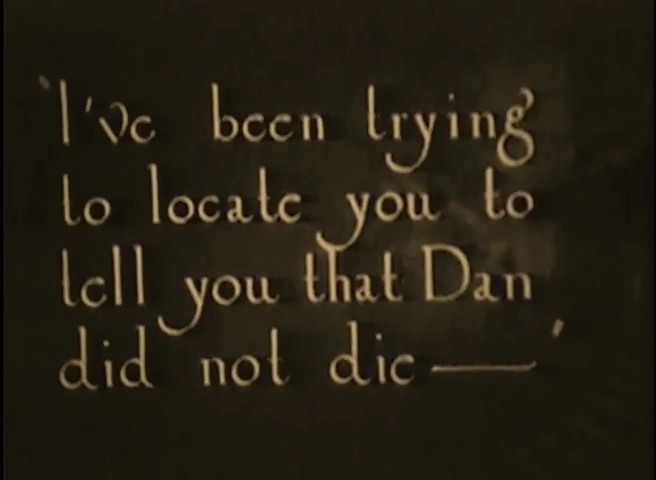 'I've been trying
to locate you to
tell you that Dan
did not die—'